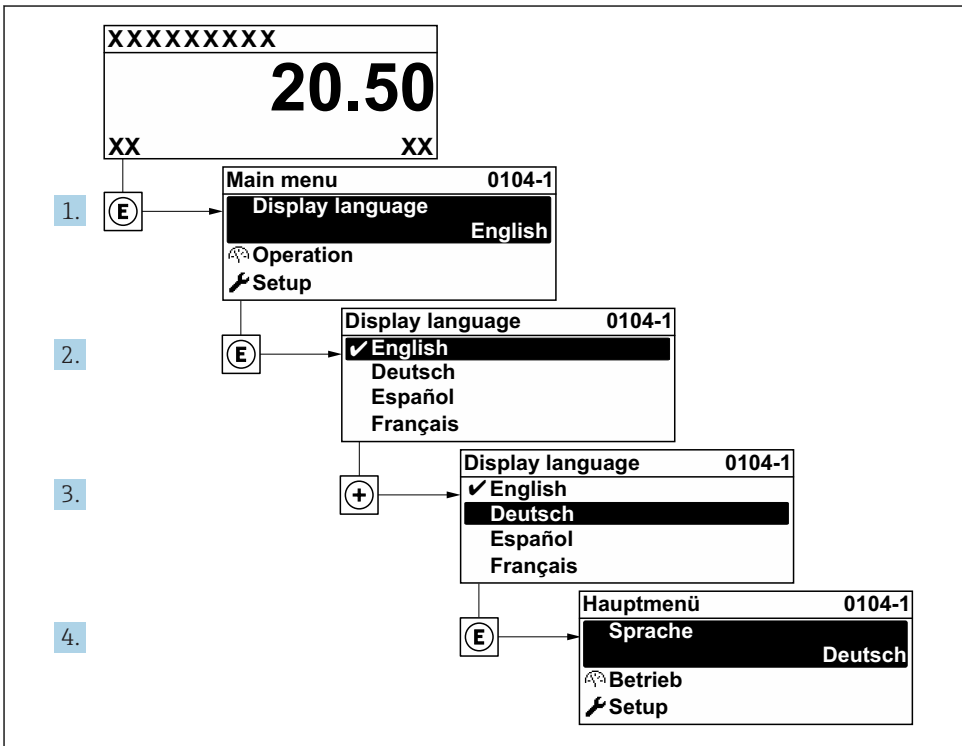 XXXXXXXXX
20.50
XX XX
Main menu 0104-1
1. E
Display language
English
Operation
Setup
Display language 0104-1
2. E
✔ English
Deutsch
Español
Français
Display language 0104-1
3. +
✔ English
Deutsch
Español
Français
Hauptmenü 0104-1
4. E
Sprache
Deutsch
Betrieb
Setup